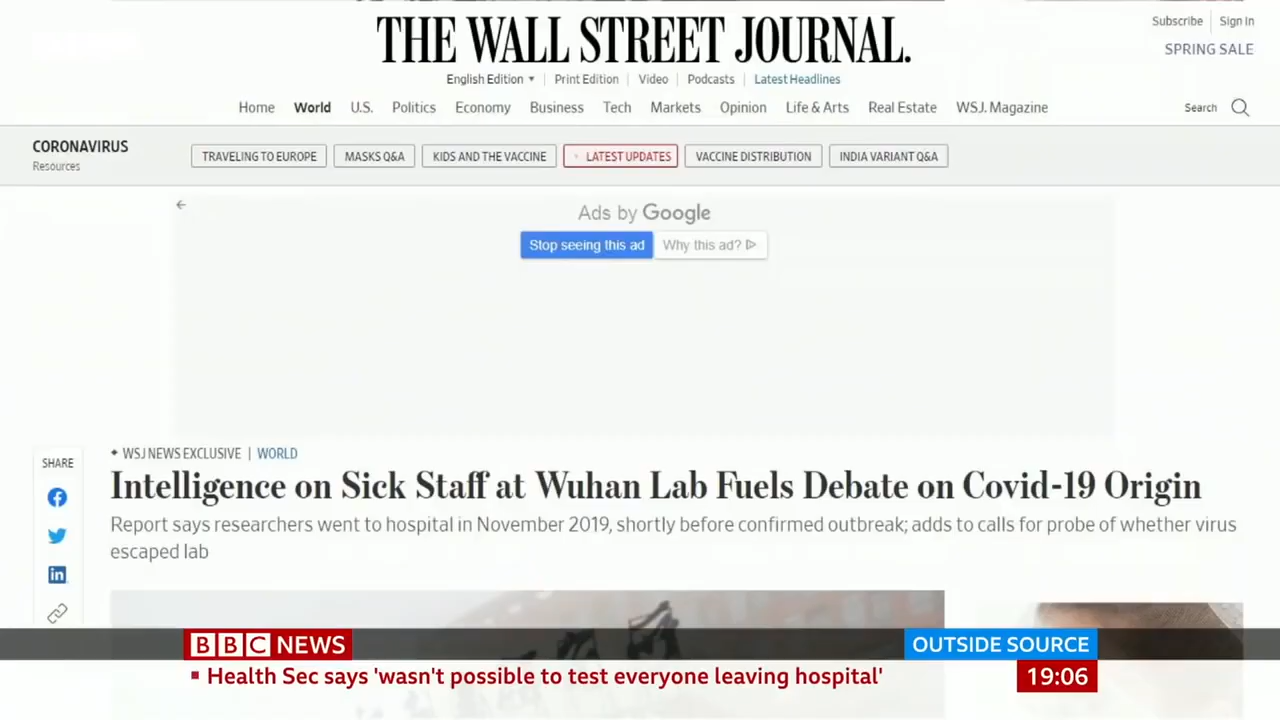 THE WALL STREET JOURNAL.
Subscribe Sign In
SPRING SALE
English Edition Print Edition Video Podcasts Latest Headlines
Home World U.S. Politics Economy Business Tech Markets Opinion Life & Arts Real Estate WSJ. Magazine Search
CORONAVIRUS
Resources
TRAVELING TO EUROPE MASKS Q&A KIDS AND THE VACCINE LATEST UPDATES VACCINE DISTRIBUTION INDIA VARIANT Q&A
Ads by Google
Stop seeing this ad Why this ad?
WSJ NEWS EXCLUSIVE | WORLD
SHARE
Intelligence on Sick Staff at Wuhan Lab Fuels Debate on Covid-19 Origin
Report says researchers went to hospital in November 2019, shortly before confirmed outbreak; adds to calls for probe of whether virus
escaped lab
BBC NEWS
OUTSIDE SOURCE
Health Sec says 'wasn't possible to test everyone leaving hospital'
19:06